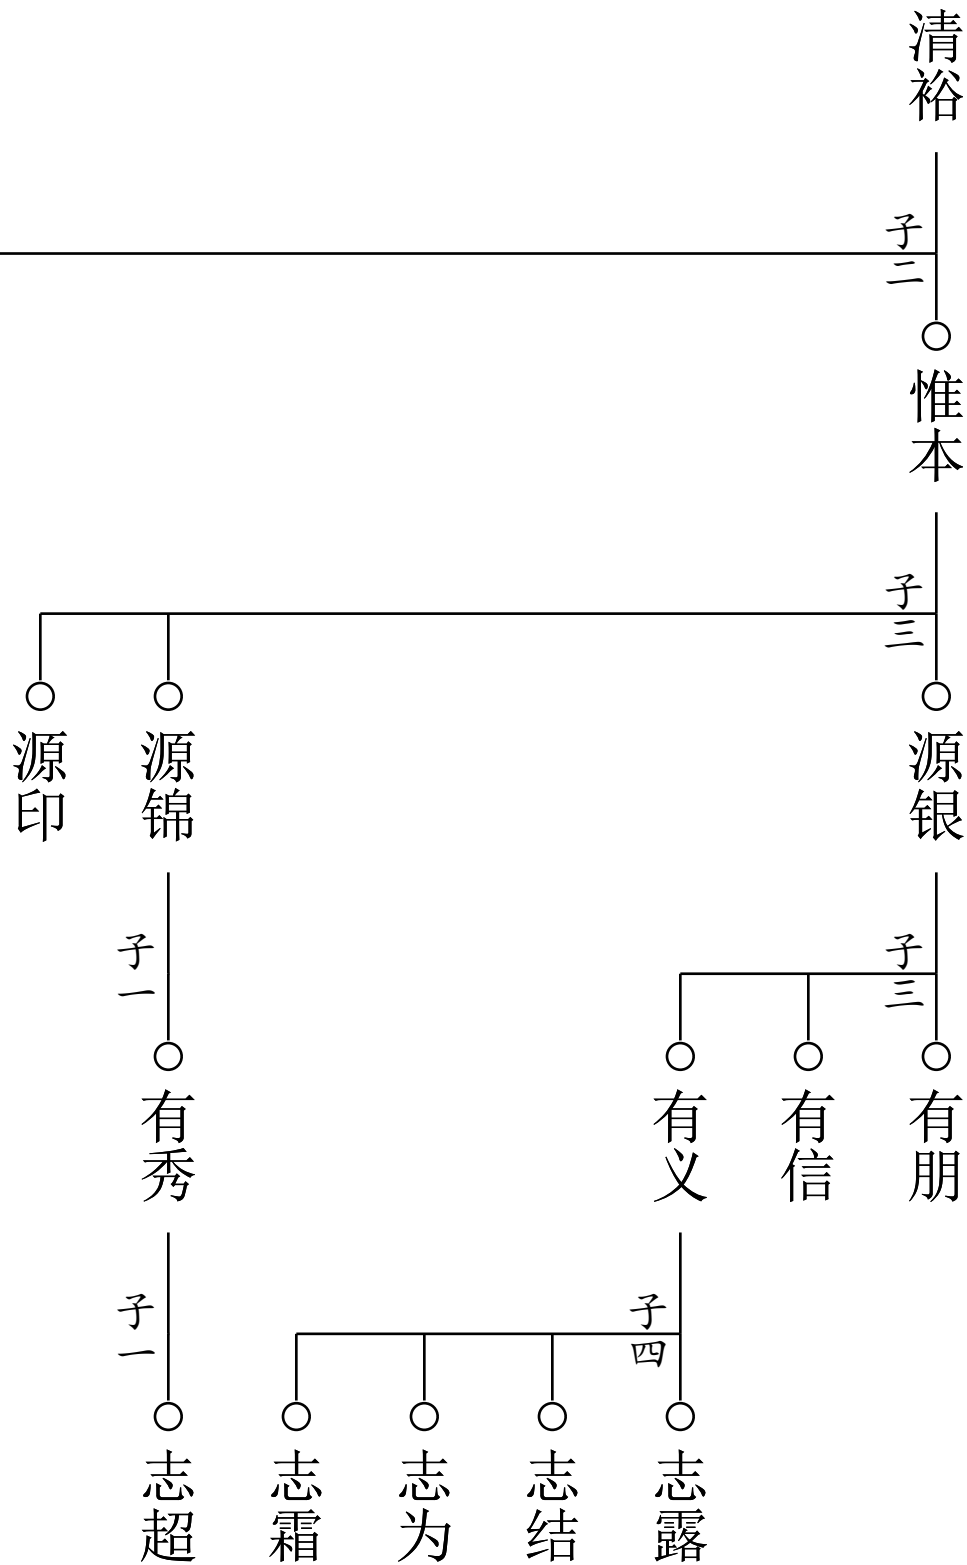 清裕
子二
惟本
子三
源银
源锦
源印
子三
子一
有朋
有信
有义
有秀
子四
子一
志露
志结
志为
志霜
志超